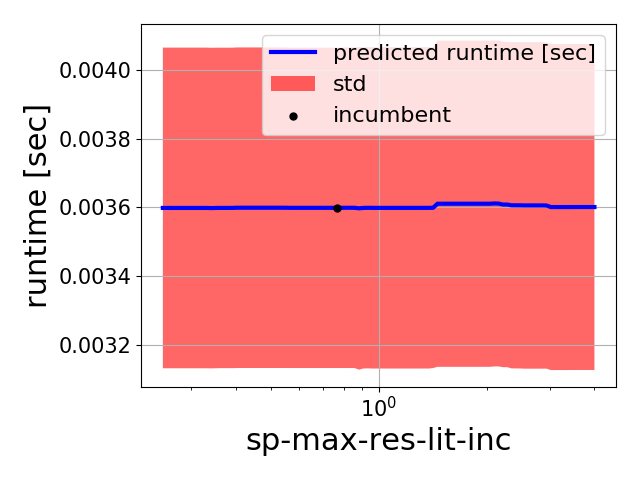 predicted runtime [sec]
std
incumbent
0.0040
0.0038
0.0036
0.0034
0.0032
runtime [sec]
10⁰
sp-max-res-lit-inc